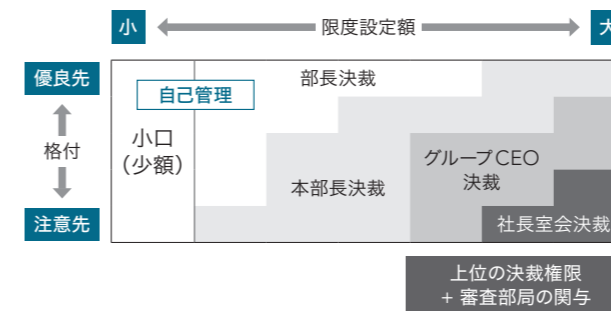 小
限度設定額
大
優良先
格付
注意先
自己管理
小口
（少額）
部長決裁
本部長決裁
グループCEO
決裁
社長室会決裁
上位の決裁権限
+ 審査部局の関与